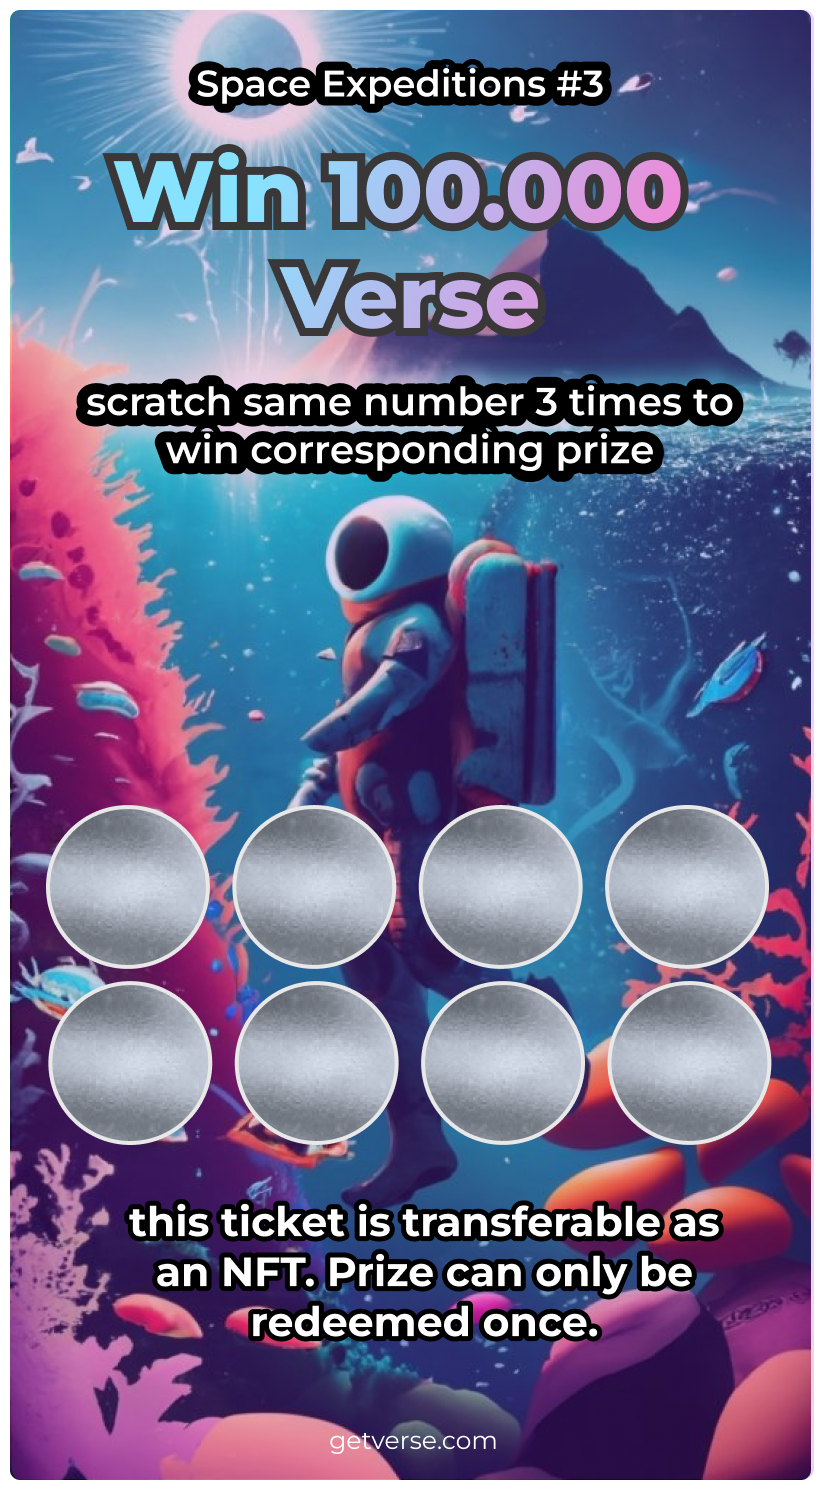 Space Expeditions #3
Win 100.000
Verse
scratch same number 3 times to
win corresponding prize
this ticket is transferable as
an NFT. Prize can only be
redeemed once.
getverse.com